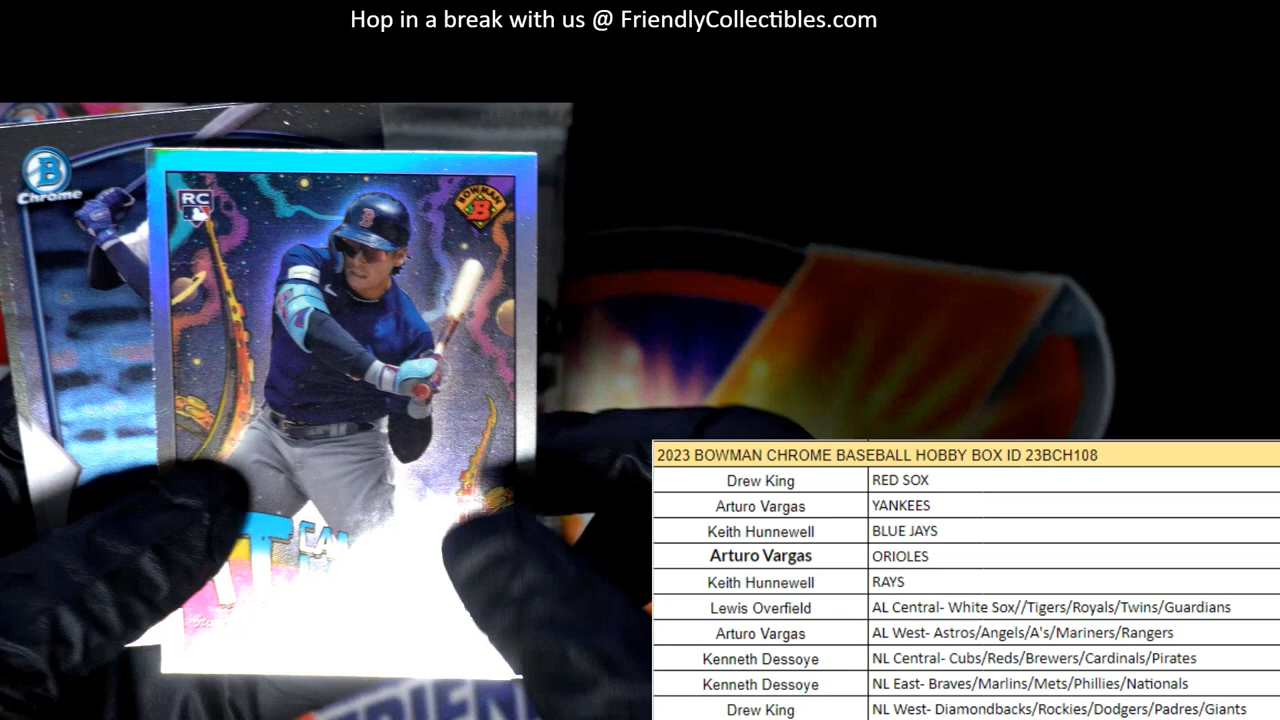 Hop in a break with us @ FriendlyCollectibles.com
B
Chrome
RC
BOWMAN
B
B
2023 BOWMAN CHROME BASEBALL HOBBY BOX ID 23BCH108
Drew King RED SOX
Arturo Vargas YANKEES
Keith Hunnewell BLUE JAYS
Arturo Vargas ORIOLES
Keith Hunnewell RAYS
Lewis Overfield AL Central- White Sox//Tigers/Royals/Twins/Guardians
Arturo Vargas AL West- Astros/Angels/A's/Mariners/Rangers
Kenneth Dessoye NL Central- Cubs/Reds/Brewers/Cardinals/Pirates
Kenneth Dessoye NL East- Braves/Marlins/Mets/Phillies/Nationals
Drew King NL West- Diamondbacks/Rockies/Dodgers/Padres/Giants